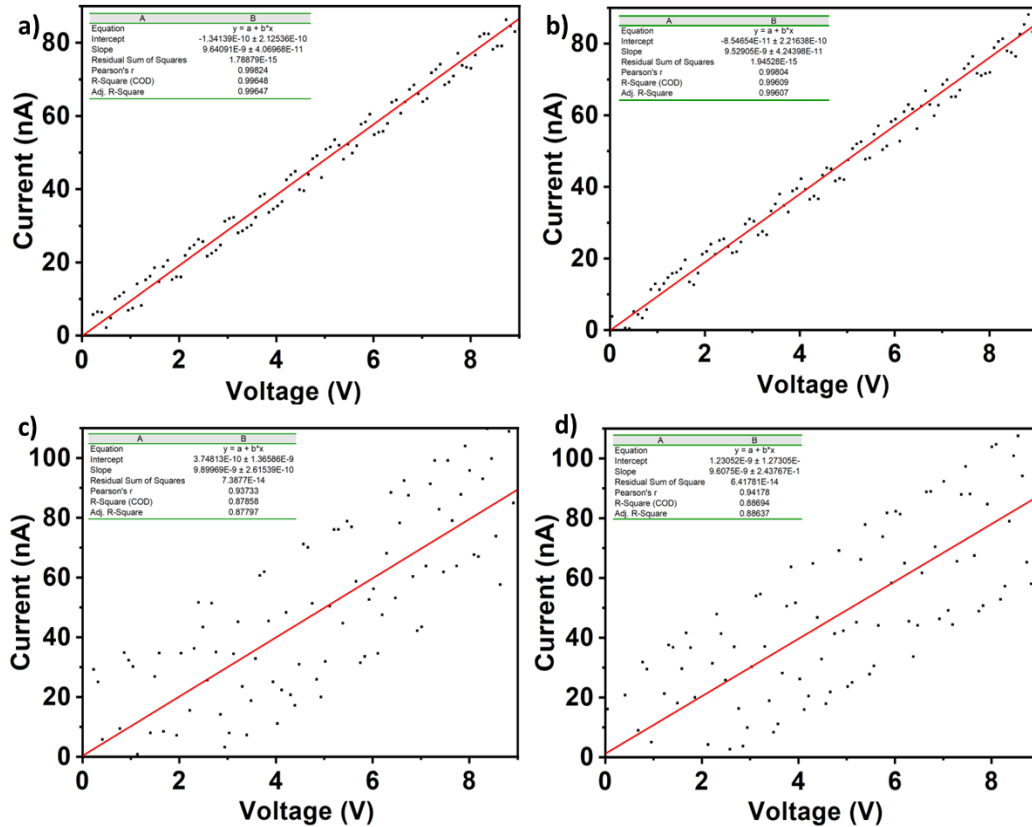 a)
A B
Equation y = a + b*x
Intercept -1.34139E-10 ± 2.12536E-10
Slope 9.64091E-9 ± 4.06968E-11
Residual Sum of Squares 1.78879E-15
Pearson's r 0.99824
R-Square (COD) 0.99648
Adj. R-Square 0.99647
80
60
40
20
0
Current (nA)
0 2 4 6 8
Voltage (V)
b)
A B
Equation y = a + b*x
Intercept -8.54654E-11 ± 2.21638E-10
Slope 9.52905E-9 ± 4.24398E-11
Residual Sum of Squares 1.94528E-15
Pearson's r 0.99804
R-Square (COD) 0.99609
Adj. R-Square 0.99607
80
60
40
20
0
Current (nA)
0 2 4 6 8
Voltage (V)
c)
A B
Equation y = a + b*x
Intercept 3.74813E-10 ± 1.36586E-9
Slope 9.89969E-9 ± 2.61539E-10
Residual Sum of Squares 7.3877E-14
Pearson's r 0.93733
R-Square (COD) 0.87858
Adj. R-Square 0.87797
100
80
60
40
20
0
Current (nA)
0 2 4 6 8
Voltage (V)
d)
A B
Equation y = a + b*x
Intercept 1.23052E-9 ± 1.27305E-
Slope 9.6075E-9 ± 2.43767E-1
Residual Sum of Square 6.41781E-14
Pearson's r 0.94178
R-Square (COD) 0.88694
Adj. R-Square 0.88637
100
80
60
40
20
0
Current (nA)
0 2 4 6 8
Voltage (V)